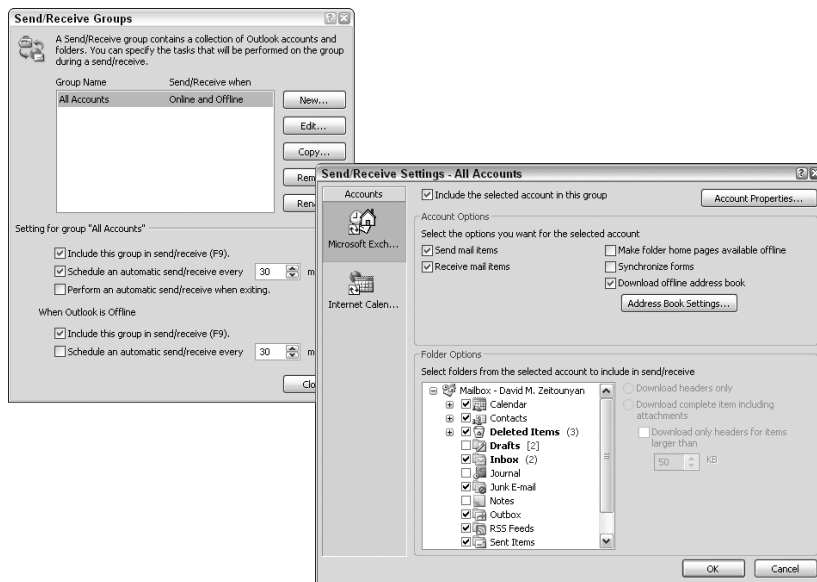 Send/Receive Groups
A Send/Receive group contains a collection of Outlook accounts and
folders. You can specify the tasks that will be performed on the group
during a send/receive.
Group Name Send/Receive when
All Accounts Online and Offline
New...
Edit...
Copy...
Setting for group "All Accounts"
Include this group in send/receive (F9).
Schedule an automatic send/receive every 30
Perform an automatic send/receive when exiting.
When Outlook is Offline
Include this group in send/receive (F9).
Schedule an automatic send/receive every 30
Send/Receive Settings - All Accounts
Accounts
Microsoft Exch...
Internet Calen...
Include the selected account in this group
Account Properties...
Account Options
Select the options you want for the selected account
Send mail items
Receive mail items
Make folder home pages available offline
Synchronize forms
Download offline address book
Address Book Settings...
Folder Options
Select folders from the selected account to include in send/receive
Mailbox - David M. Zeitounyan
Calendar
Contacts
Deleted Items (3)
Drafts [2]
Inbox (2)
Journal
Junk E-mail
Notes
Outbox
RSS Feeds
Sent Items
Download headers only
Download complete item including
attachments
Download only headers for items
larger than
50 KB
OK
Cancel